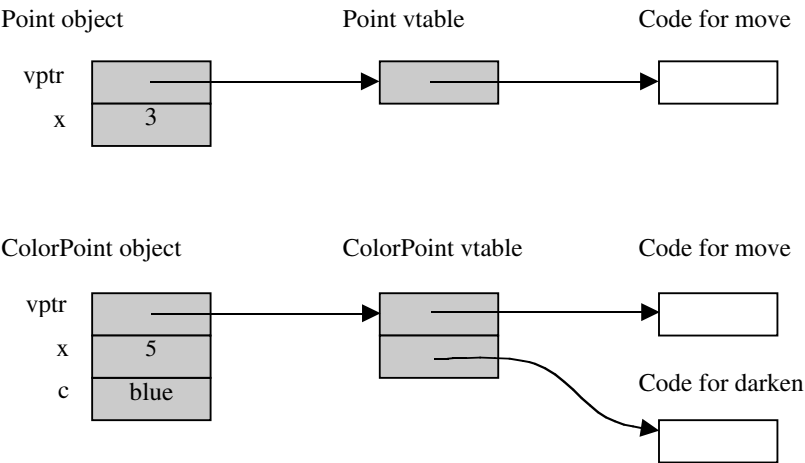 Point object
Point vtable
Code for move
vptr
x
3
ColorPoint object
ColorPoint vtable
Code for move
vptr
x
5
c
blue
Code for darken